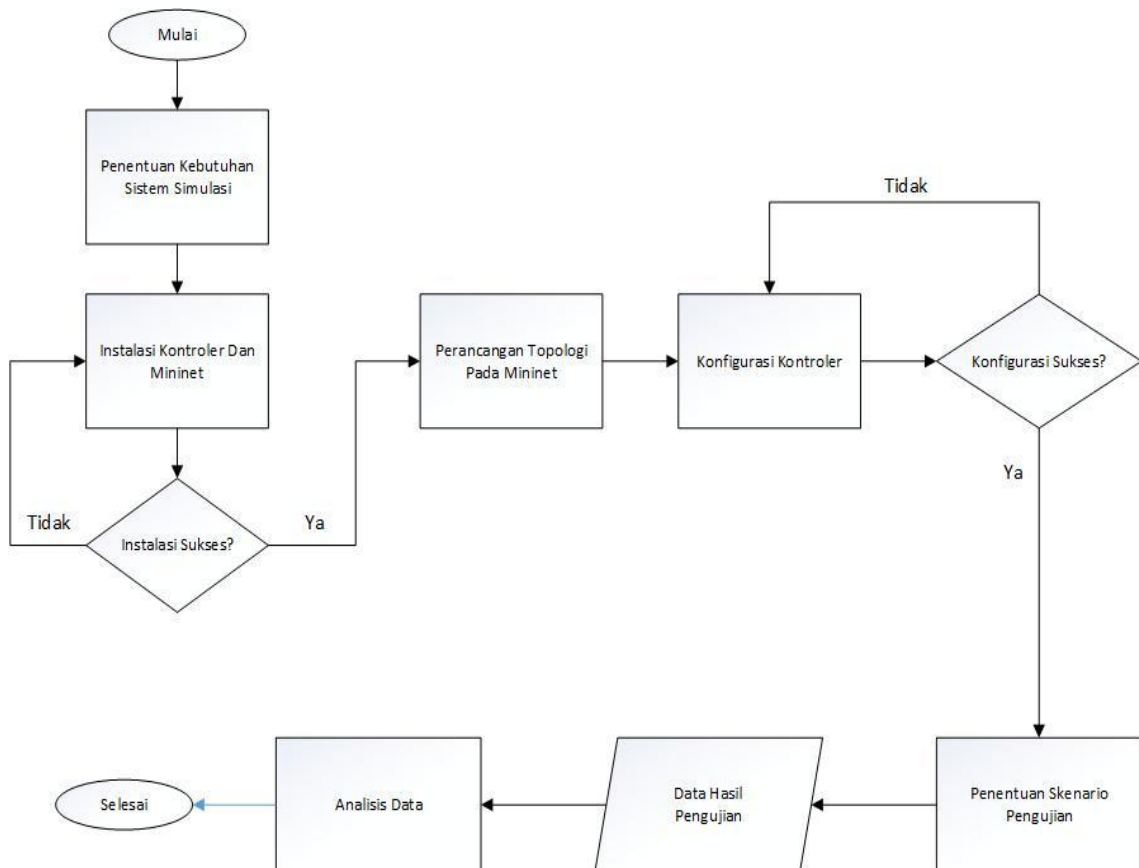 Mulai
Penentuan Kebutuhan
Sistem Simulasi
Instalasi Kontroler Dan
Mininet
Instalasi Sukses?
Tidak
Ya
Perancangan Topologi
Pada Mininet
Konfigurasi Kontroler
Konfigurasi Sukses?
Tidak
Ya
Penentuan Skenario
Pengujian
Data Hasil
Pengujian
Analisis Data
Selesai